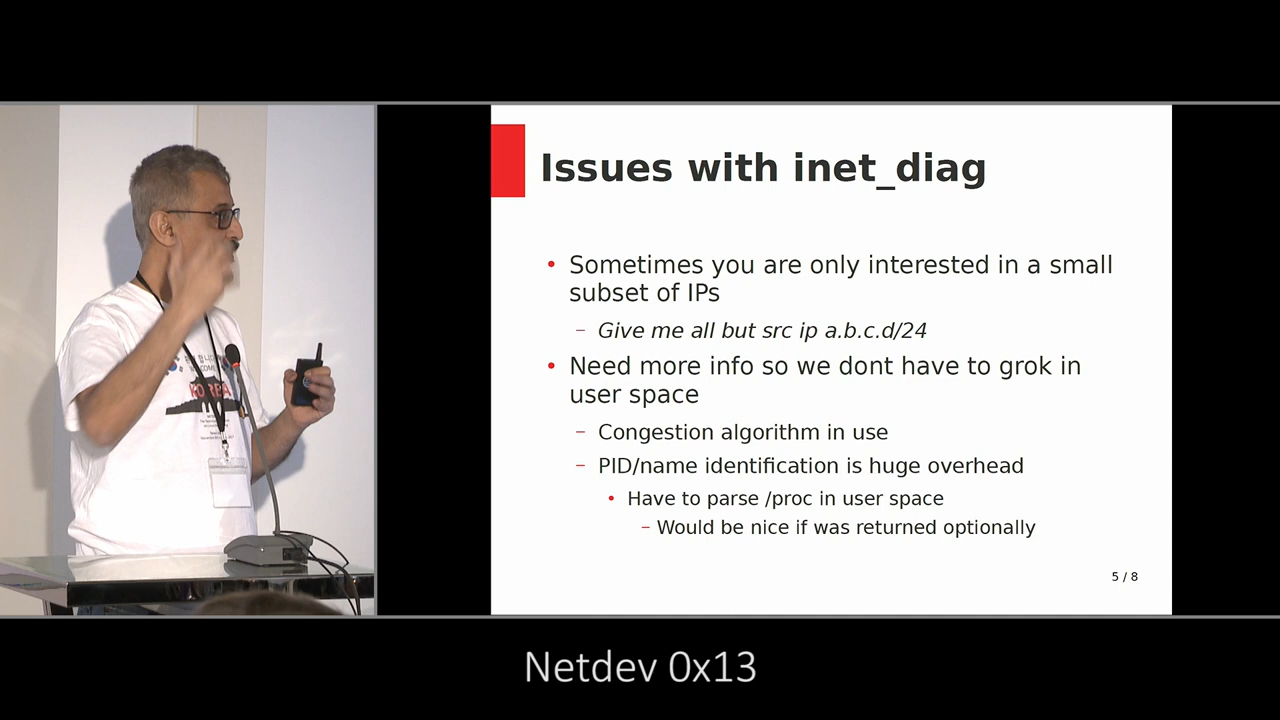 Issues with inet_diag
• Sometimes you are only interested in a small
subset of IPs
– Give me all but src ip a.b.c.d/24
• Need more info so we dont have to grok in
user space
– Congestion algorithm in use
– PID/name identification is huge overhead
• Have to parse /proc in user space
– Would be nice if was returned optionally
5 / 8
KOREA
Netdev 0x13